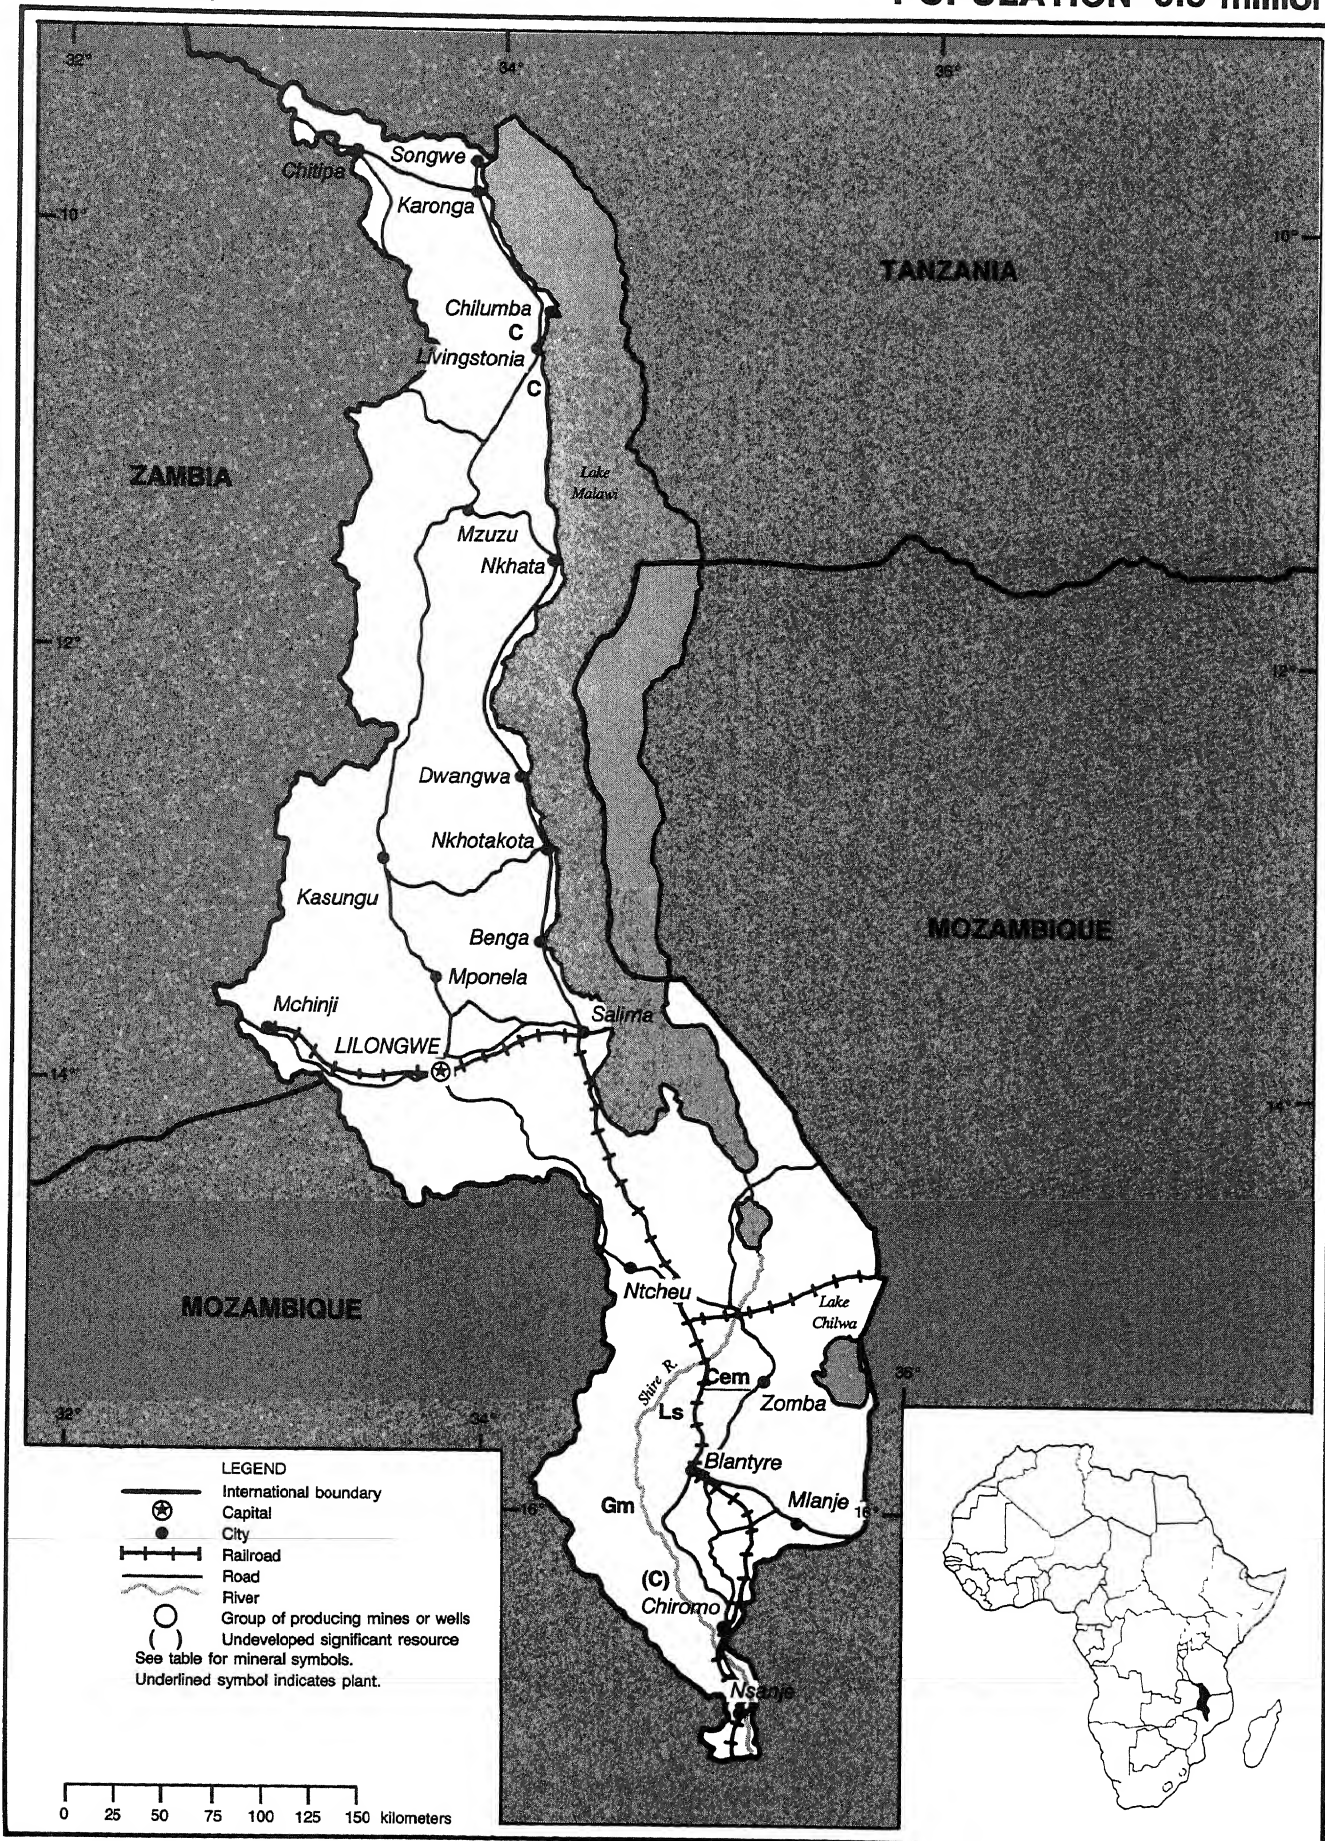 POPULATION
32°
34°
36°
Songwe
Chitipa
Karonga
10°
10°
TANZANIA
Chilumba
C
Livingstonia
C
ZAMBIA
Lake
Malawi
Mzuzu
Nkhata
12°
12°
Dwangwa
Nkhotakota
Kasungu
MOZAMBIQUE
Benga
Mponela
Mchinji
Salima
LILONGWE
14°
14°
Ntcheu
MOZAMBIQUE
Lake
Chilwa
Shire R.
36°
Cem
Zomba
Ls
32°
34°
Blantyre
Mlanje
Gm
16°
16°
(C)
Chiromo
Nsanje
LEGEND
International boundary
Capital
City
Railroad
Road
River
Group of producing mines or wells
( ) Undeveloped significant resource
See table for mineral symbols.
Underlined symbol indicates plant.
0 25 50 75 100 125 150 kilometers